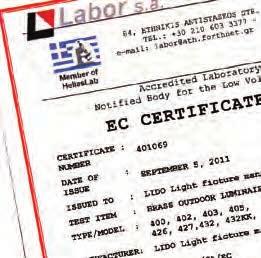 Labor s.a.
64, ETHNIKIS ANTISTASEOS STR.
TEL.: +30 210 603 3377 -
e-mail: labor@ath.forthnet.gr
Member of
HellasLab
Accredited Laboratory
Notified Body for the Low Vol
EC CERTIFICATE
CERTIFICATE : 401069
NUMBER
DATE OF : SEPTEMBER 5, 2011
ISSUE
ISSUED TO : LIDO Light fixture man
TEST ITEM : BRASS OUTDOOR LUMINAIR
TYPE/MODEL : 400, 402, 403, 405,
426, 427, 432, 432KK,
LIDO Light fixture m
/EC